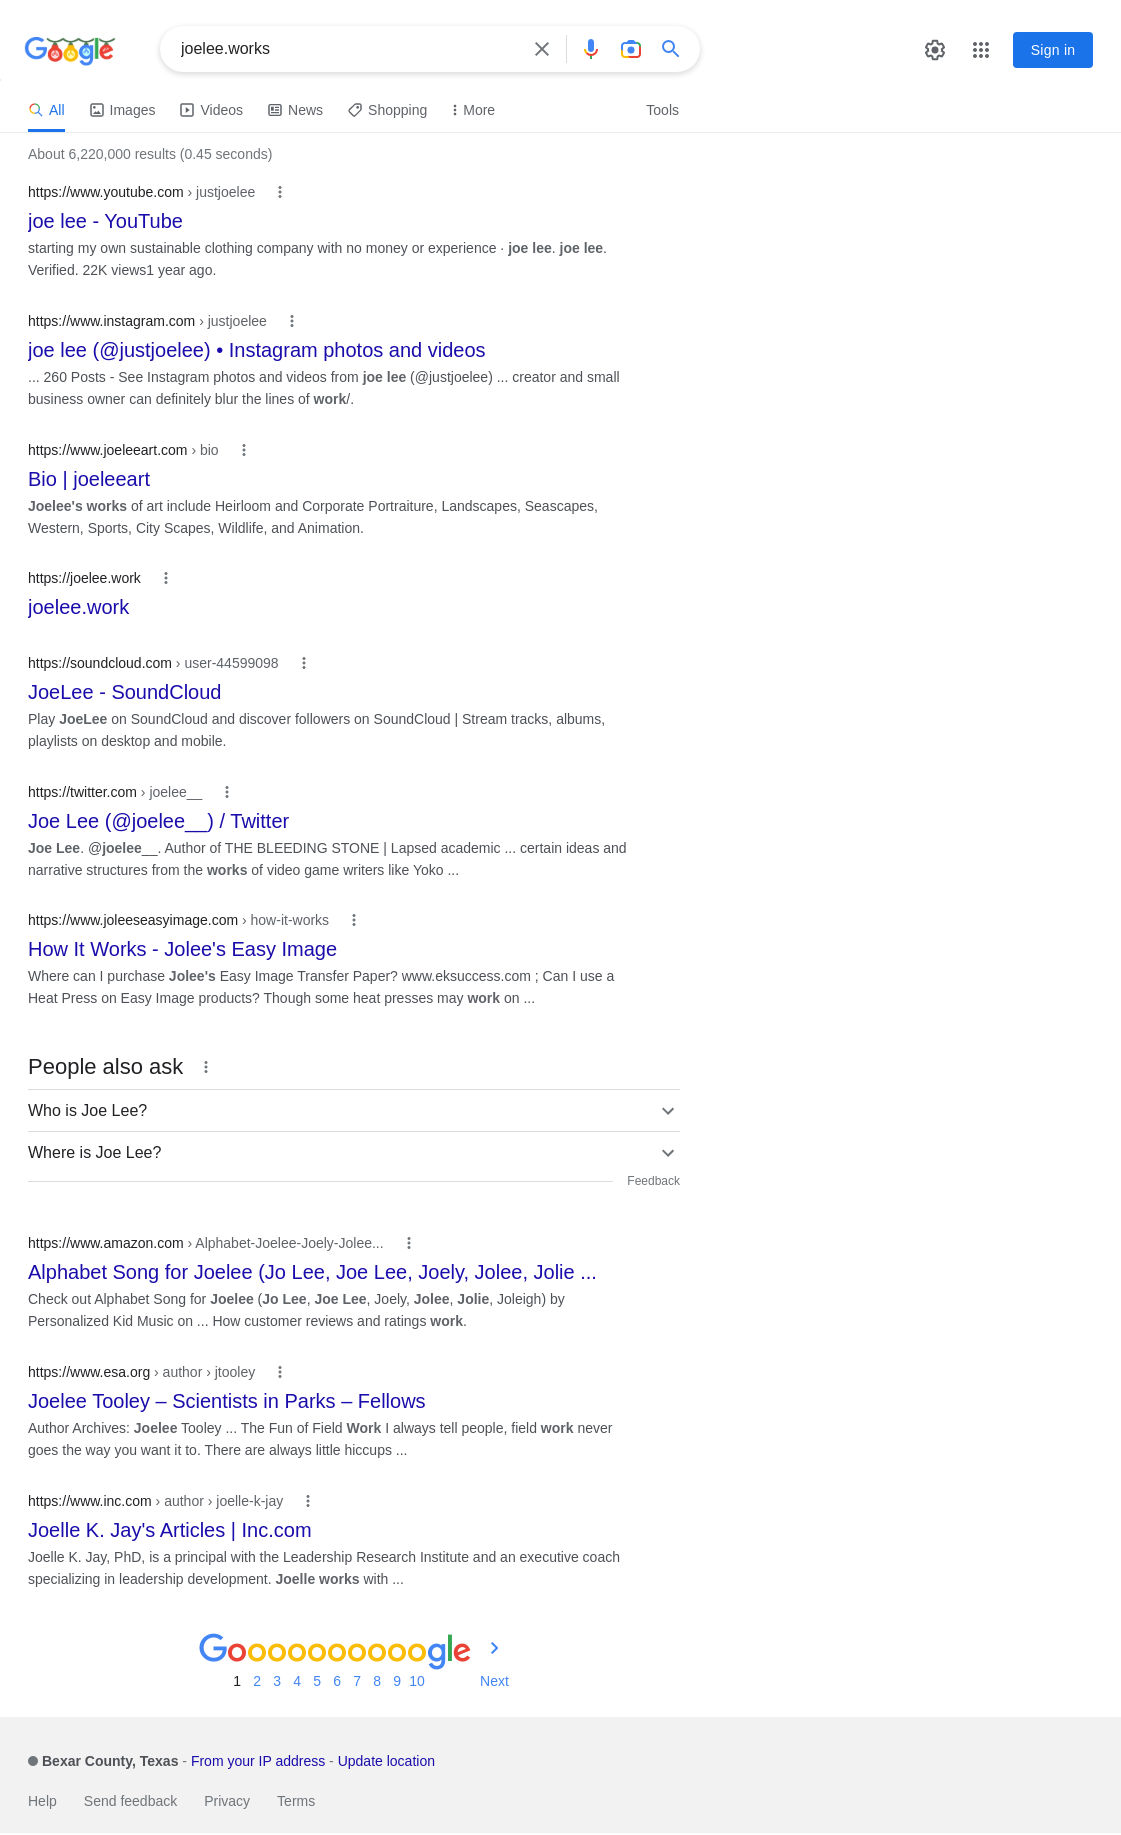 Google
joelee.works
Sign in
All Images Videos News Shopping More Tools
About 6,220,000 results (0.45 seconds)
https://www.youtube.com › justjoelee
joe lee - YouTube
starting my own sustainable clothing company with no money or experience · joe lee. joe lee.
Verified. 22K views1 year ago.
https://www.instagram.com › justjoelee
joe lee (@justjoelee) • Instagram photos and videos
... 260 Posts - See Instagram photos and videos from joe lee (@justjoelee) ... creator and small
business owner can definitely blur the lines of work/.
https://www.joeleeart.com › bio
Bio | joeleeart
Joelee's works of art include Heirloom and Corporate Portraiture, Landscapes, Seascapes,
Western, Sports, City Scapes, Wildlife, and Animation.
https://joelee.work
joelee.work
https://soundcloud.com › user-44599098
JoeLee - SoundCloud
Play JoeLee on SoundCloud and discover followers on SoundCloud | Stream tracks, albums,
playlists on desktop and mobile.
https://twitter.com › joelee__
Joe Lee (@joelee__) / Twitter
Joe Lee. @joelee__. Author of THE BLEEDING STONE | Lapsed academic ... certain ideas and
narrative structures from the works of video game writers like Yoko ...
https://www.joleeseasyimage.com › how-it-works
How It Works - Jolee's Easy Image
Where can I purchase Jolee's Easy Image Transfer Paper? www.eksuccess.com ; Can I use a
Heat Press on Easy Image products? Though some heat presses may work on ...
People also ask
Who is Joe Lee?
Where is Joe Lee?
Feedback
https://www.amazon.com › Alphabet-Joelee-Joely-Jolee...
Alphabet Song for Joelee (Jo Lee, Joe Lee, Joely, Jolee, Jolie ...
Check out Alphabet Song for Joelee (Jo Lee, Joe Lee, Joely, Jolee, Jolie, Joleigh) by
Personalized Kid Music on ... How customer reviews and ratings work.
https://www.esa.org › author › jtooley
Joelee Tooley – Scientists in Parks – Fellows
Author Archives: Joelee Tooley ... The Fun of Field Work I always tell people, field work never
goes the way you want it to. There are always little hiccups ...
https://www.inc.com › author › joelle-k-jay
Joelle K. Jay's Articles | Inc.com
Joelle K. Jay, PhD, is a principal with the Leadership Research Institute and an executive coach
specializing in leadership development. Joelle works with ...
Goooooooooogle
1 2 3 4 5 6 7 8 9 10 Next
Bexar County, Texas - From your IP address - Update location
Help Send feedback Privacy Terms